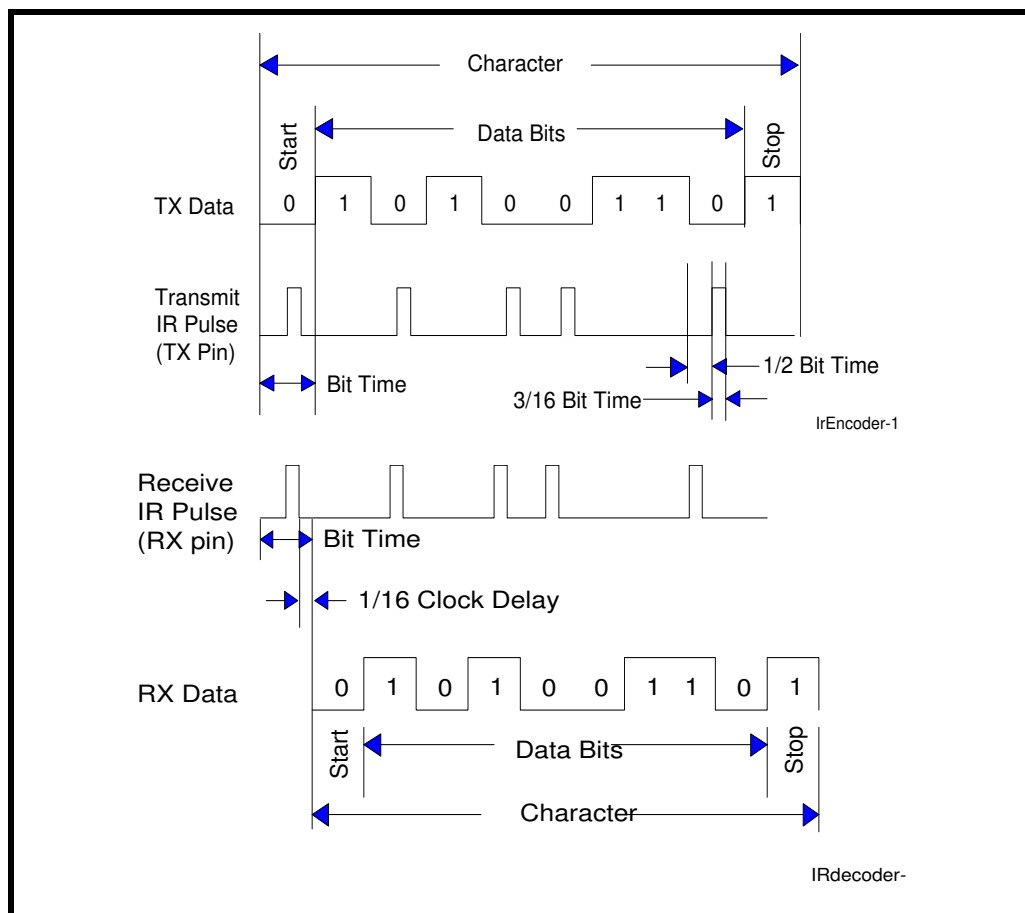 Character
Start
Data Bits
Stop
TX Data
0 1 0 1 0 0 1 1 0 1
Transmit
IR Pulse
(TX Pin)
1/2 Bit Time
Bit Time
3/16 Bit Time
IrEncoder-1
Receive
IR Pulse
(RX pin)
Bit Time
1/16 Clock Delay
RX Data
0 1 0 1 0 0 1 1 0 1
Start
Data Bits
Stop
Character
IRdecoder-